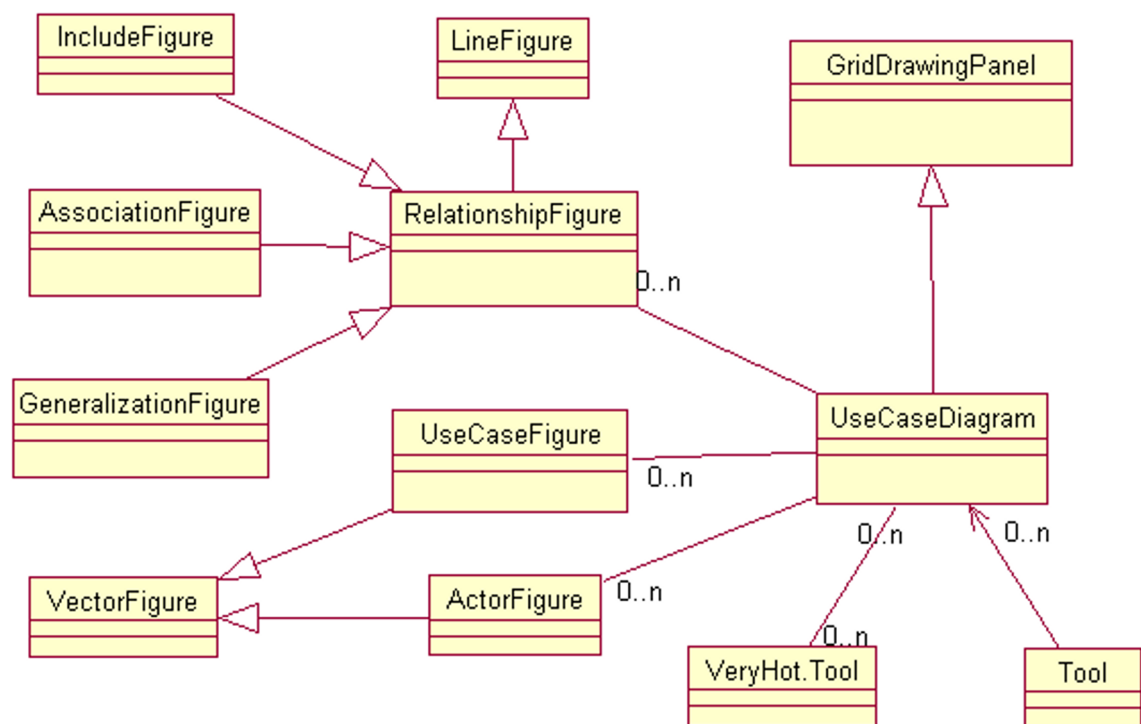 IncludeFigure
LineFigure
GridDrawingPanel
AssociationFigure
RelationshipFigure
0..n
GeneralizationFigure
UseCaseFigure
UseCaseDiagram
0..n
0..n
0..n
VectorFigure
ActorFigure
0..n
0..n
VeryHot.Tool
Tool